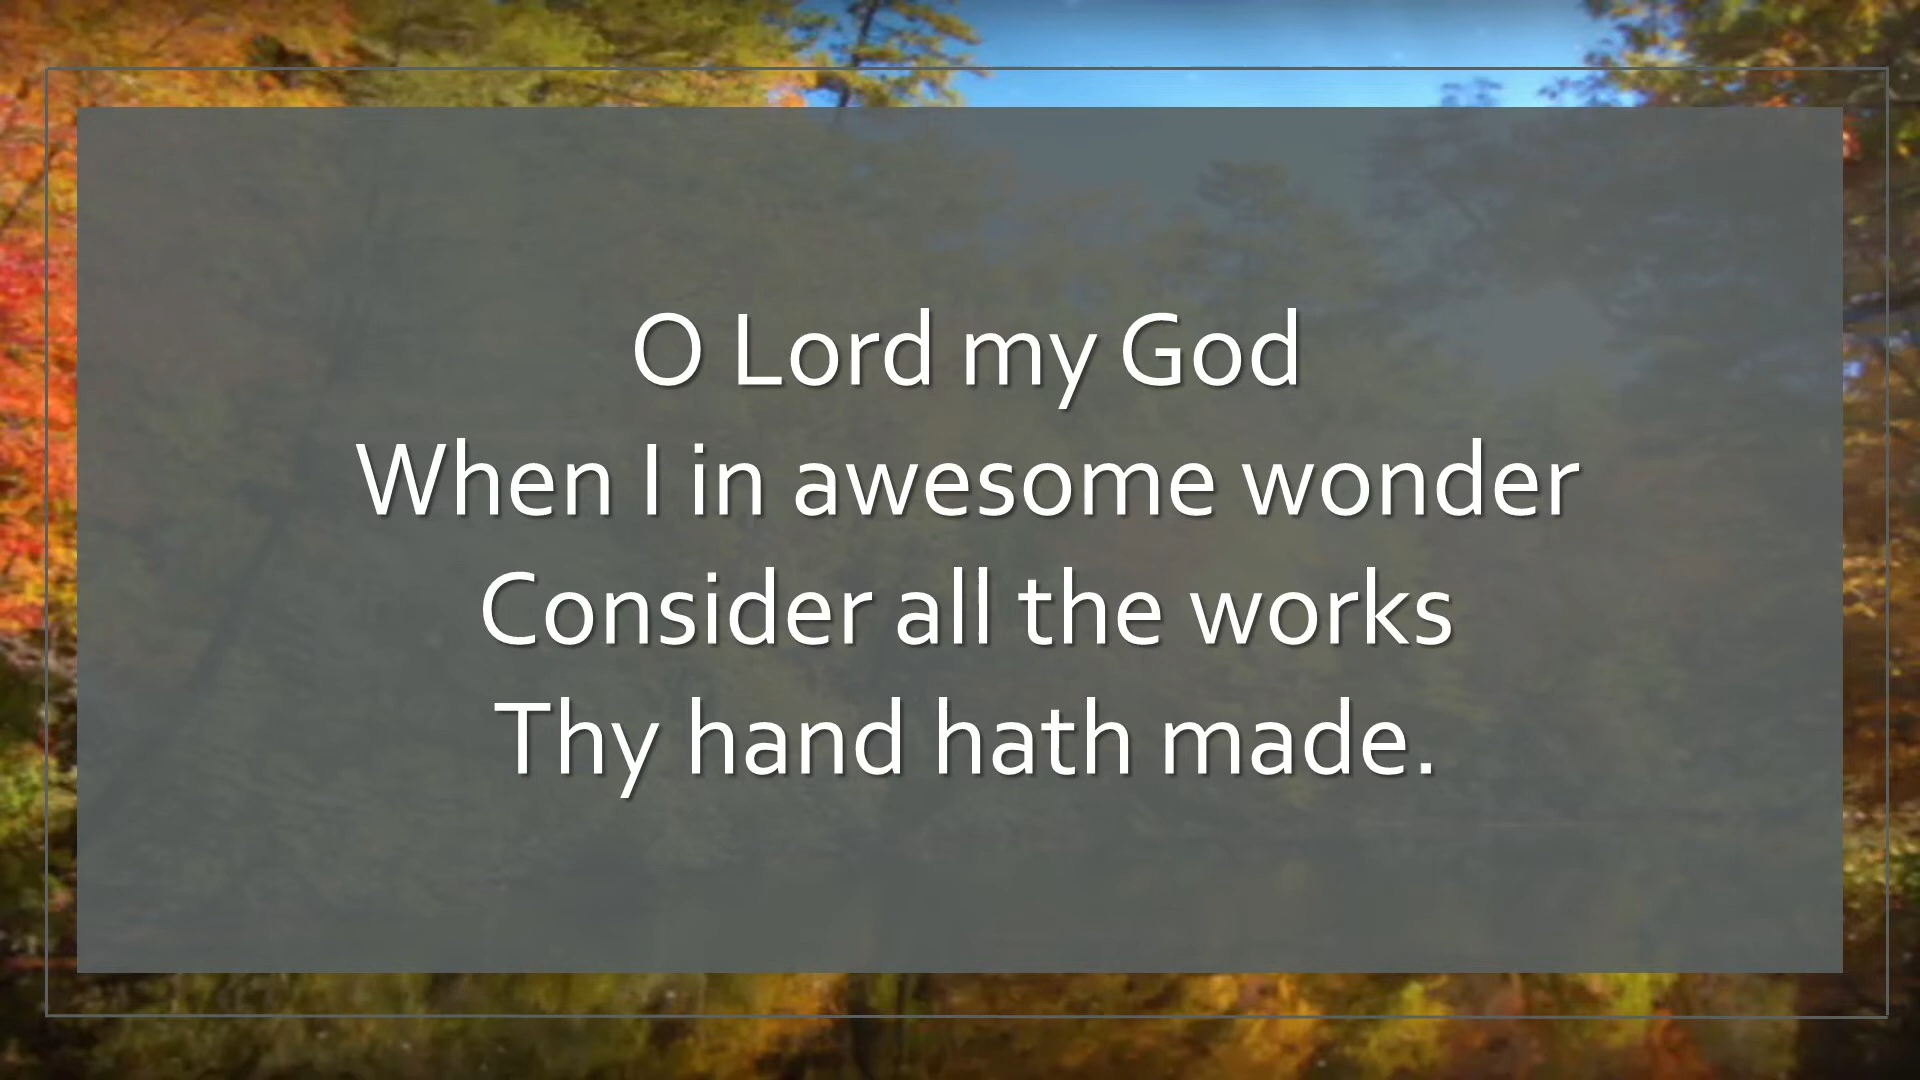 O Lord my God
When I in awesome wonder
Consider all the works
Thy hand hath made.